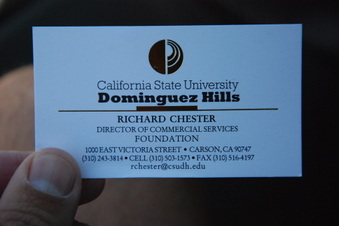 California State University
Dominguez Hills
RICHARD CHESTER
DIRECTOR OF COMMERCIAL SERVICES
FOUNDATION
1000 EAST VICTORIA STREET • CARSON, CA 90747
(310) 243-3814 • CELL (310) 503-1573 • FAX (310) 516-4197
rchester@csudh.edu